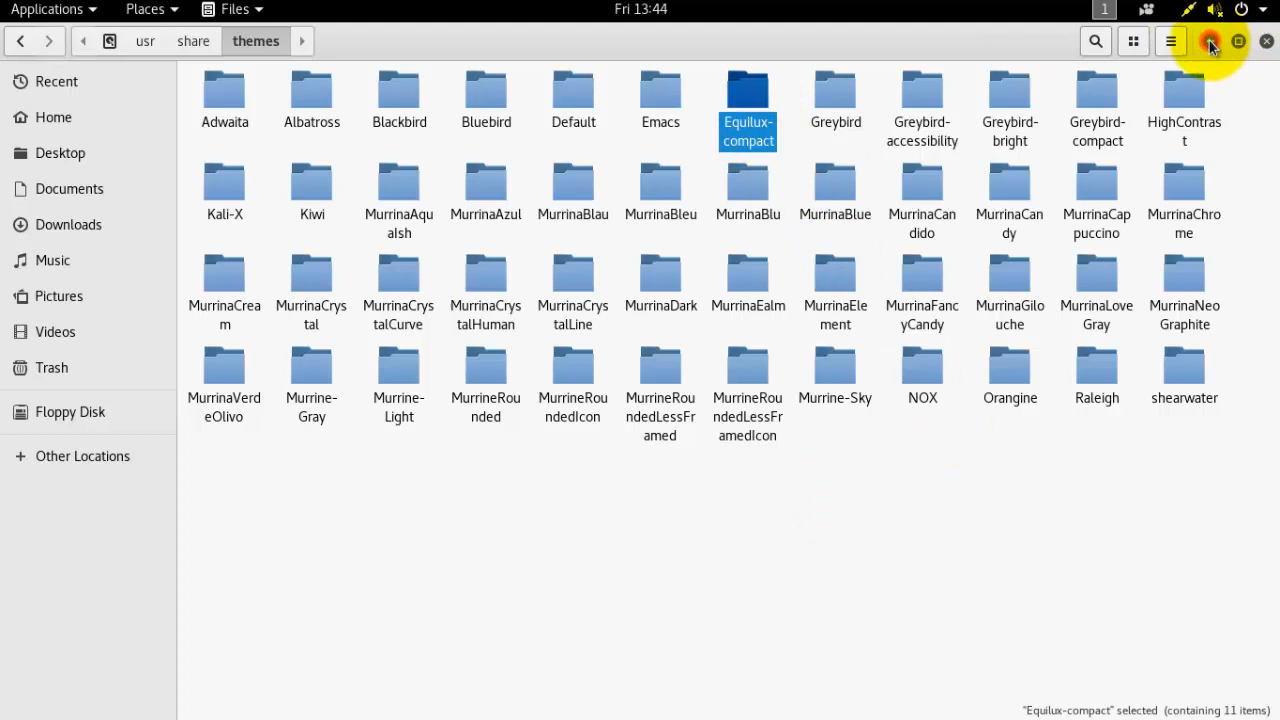 Applications Places Files Fri 13:44 1
usr share themes
Recent
Home
Desktop
Documents
Downloads
Music
Pictures
Videos
Trash
Floppy Disk
+ Other Locations
Adwaita Albatross Blackbird Bluebird Default Emacs Equilux- Greybird Greybird- Greybird- Greybird- HighContras
compact accessibility bright compact t
Kali-X Kiwi MurrinaAqu MurrinaAzul MurrinaBlau MurrinaBleu MurrinaBlu MurrinaBlue MurrinaCan MurrinaCan MurrinaCap MurrinaChro
aIsh dido dy puccino me
MurrinaCrea MurrinaCrys MurrinaCrys MurrinaCrys MurrinaCrys MurrinaDark MurrinaEalm MurrinaEle MurrinaFan MurrinaGilo MurrinaLove MurrinaNeo
m tal talCurve talHuman talLine ment cyCandy uche Gray Graphite
MurrinaVerd Murrine- Murrine- MurrineRou MurrineRo MurrineRou MurrineRou Murrine-Sky NOX Orangine Raleigh shearwater
eOlivo Gray Light nded undedIcon ndedLessFr ndedLessFr
amed amedIcon
"Equilux-compact" selected (containing 11 items)